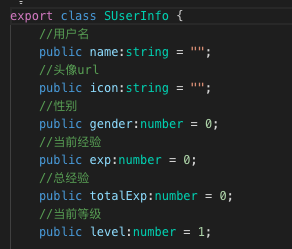 export class SUserInfo {
//用户名
public name:string = "";
//头像url
public icon:string = "";
//性别
public gender:number = 0;
//当前经验
public exp:number = 0;
//总经验
public totalExp:number = 0;
//当前等级
public level:number = 1;